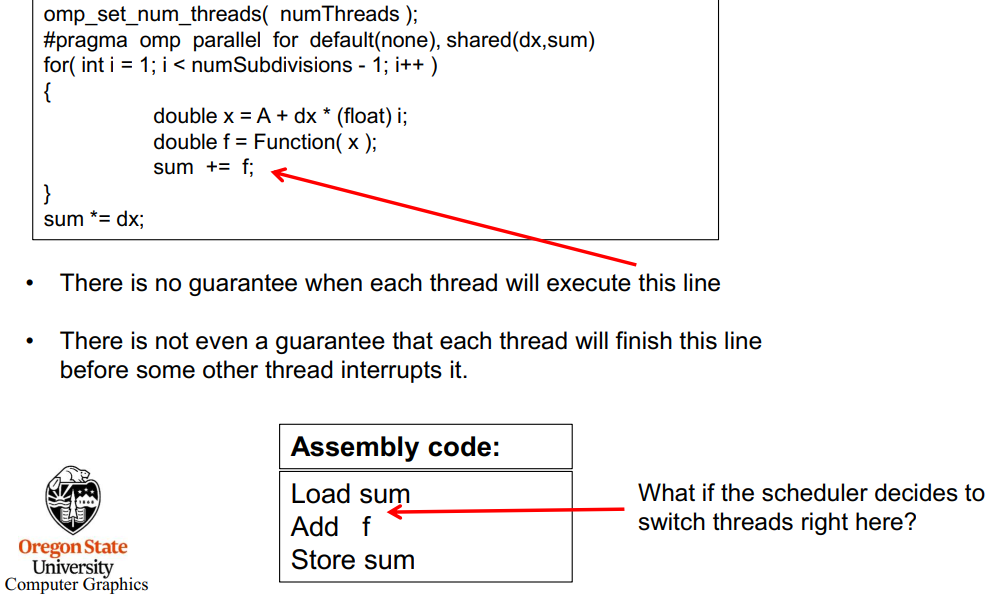 omp_set_num_threads( numThreads );
#pragma omp parallel for default(none), shared(dx,sum)
for( int i = 1; i < numSubdivisions - 1; i++ )
{
double x = A + dx * (float) i;
double f = Function( x );
sum += f;
}
sum *= dx;
• There is no guarantee when each thread will execute this line
• There is not even a guarantee that each thread will finish this line
before some other thread interrupts it.
Assembly code:
Load sum
Add f
Store sum
What if the scheduler decides to
switch threads right here?
1868
Oregon State
University
Computer Graphics